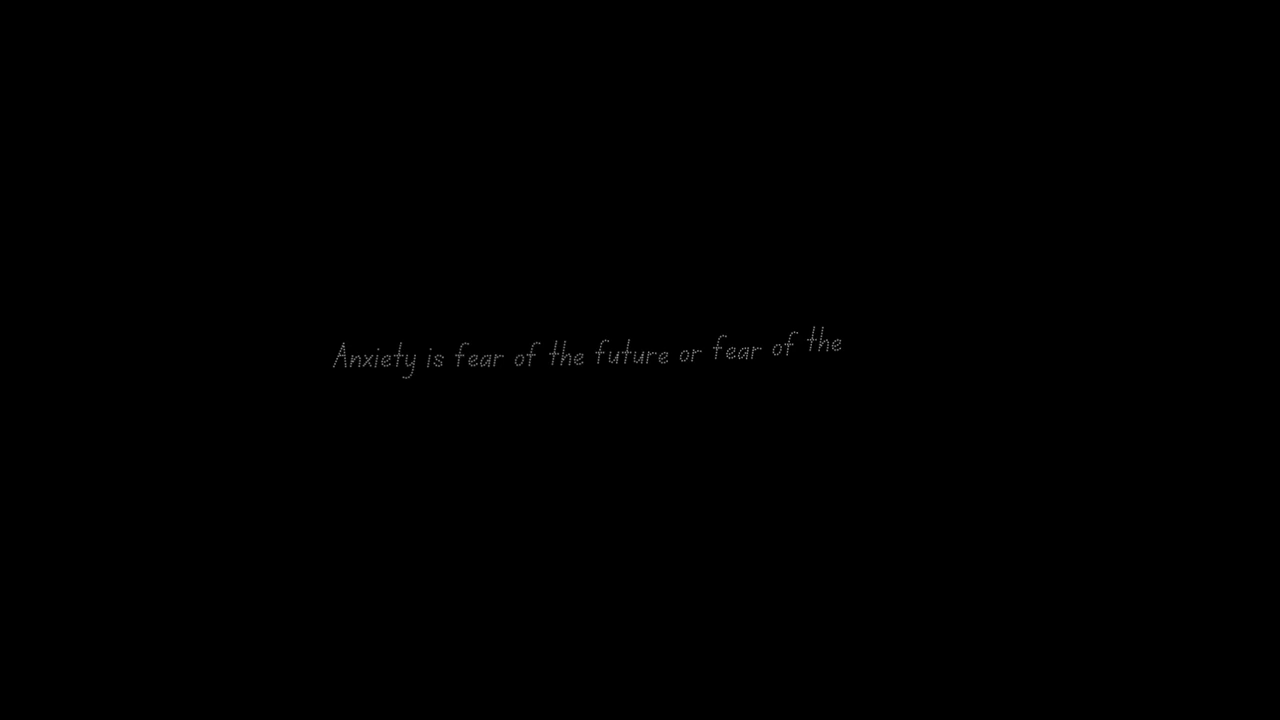 Anxiety is fear of the future or fear of the